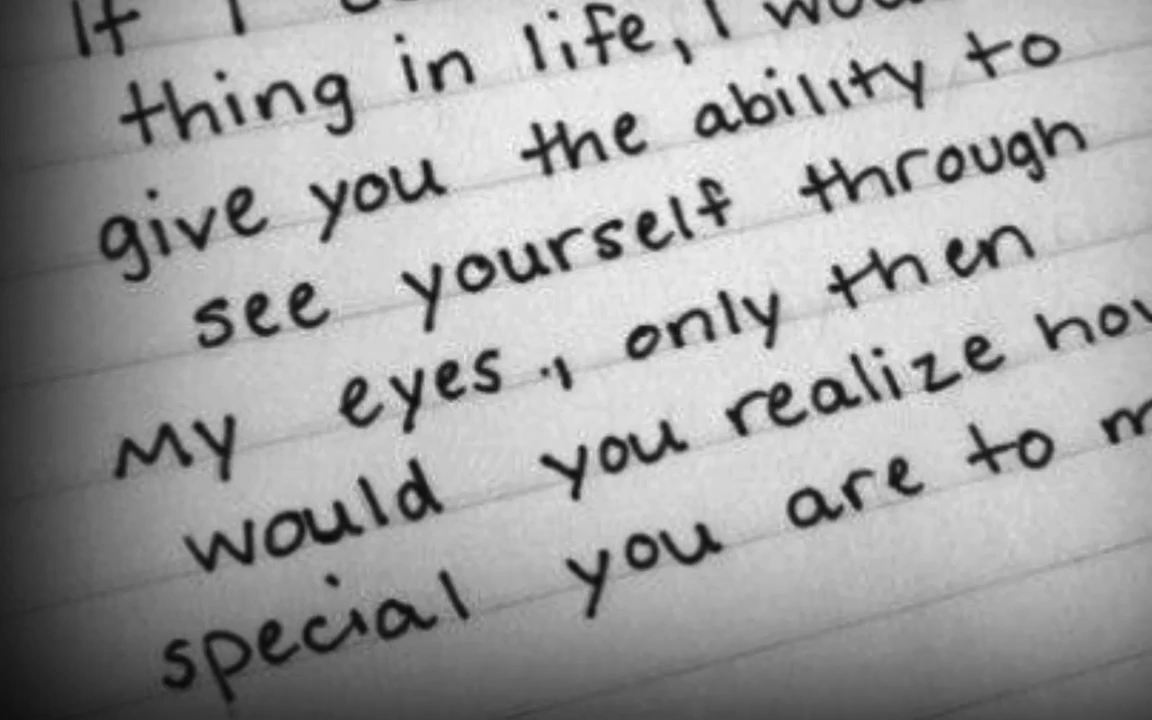 If I
thing in life, I
give you the ability to
see yourself through
my eyes, only then
would you realize
special you are to